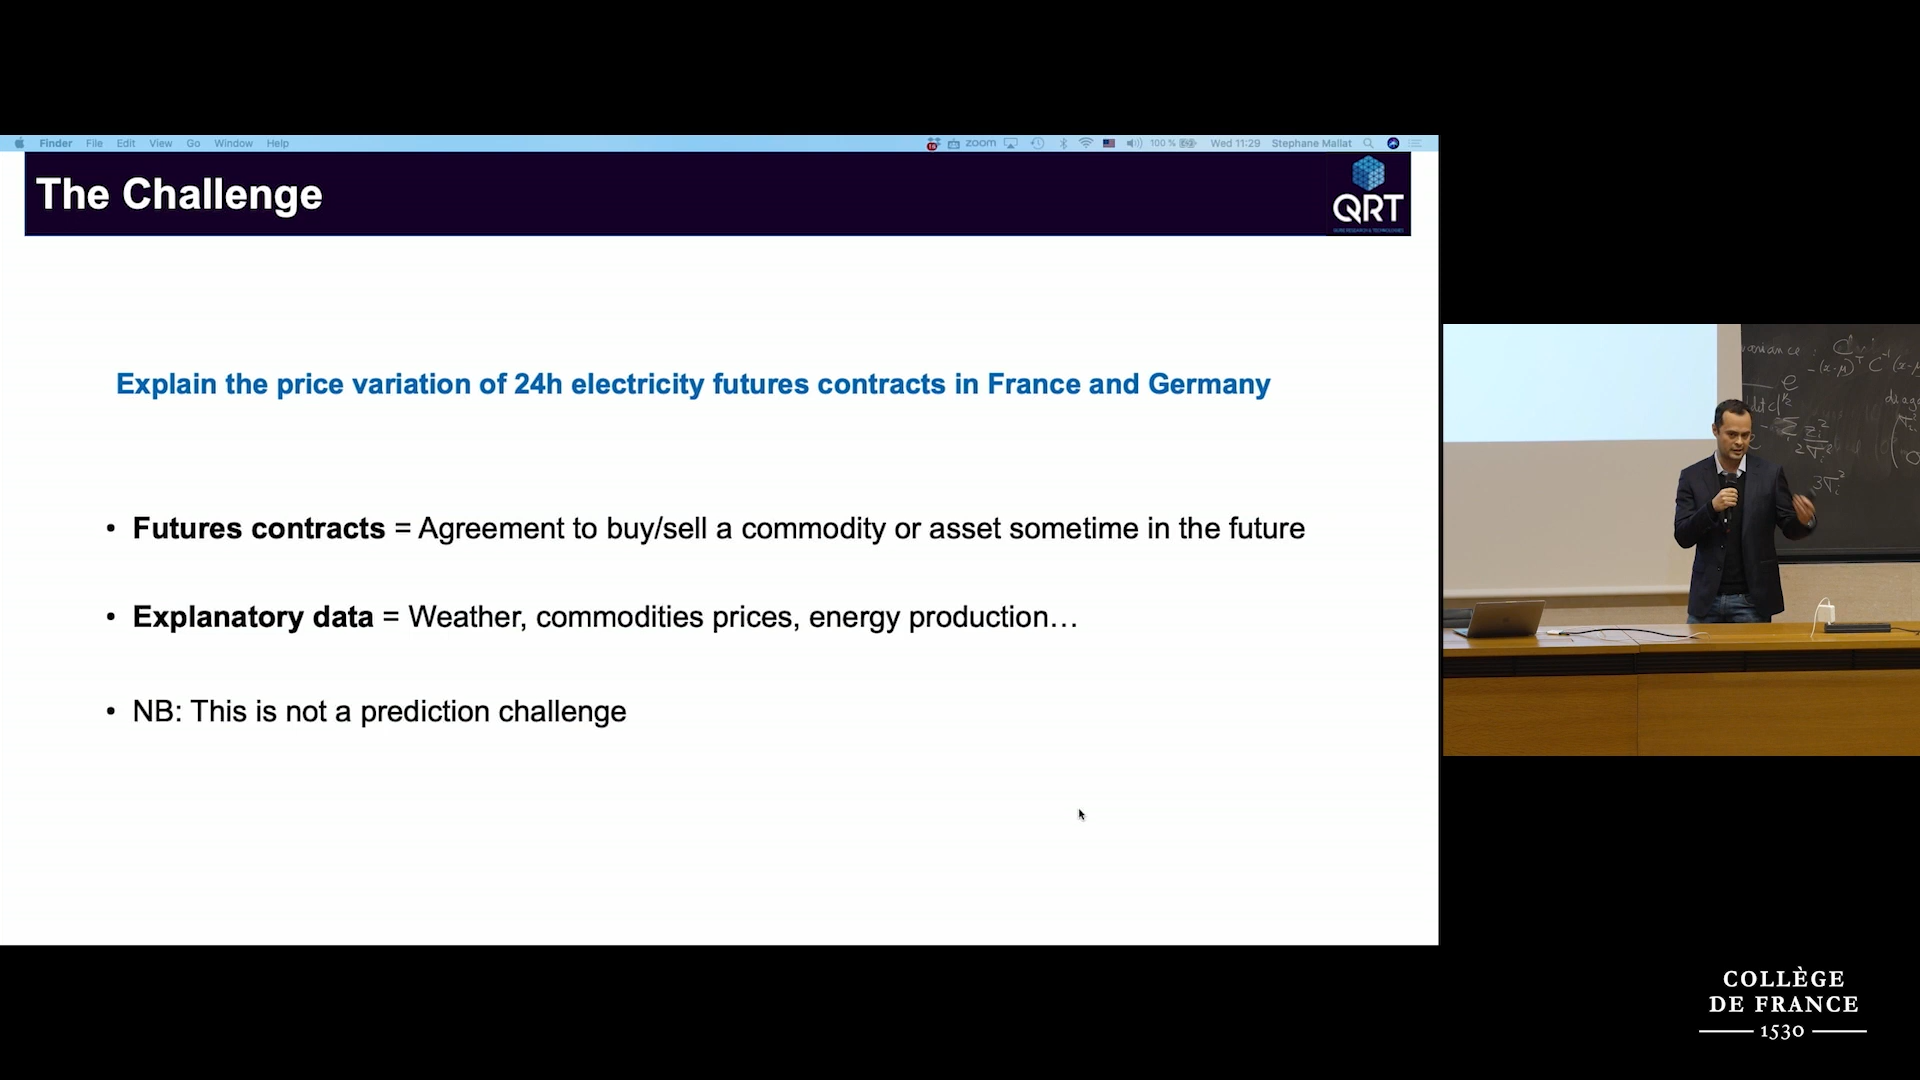 Finder File Edit View Go Window Help zoom 100 % Wed 11:29 Stephane Mallat
The Challenge
QRT
Explain the price variation of 24h electricity futures contracts in France and Germany
• Futures contracts = Agreement to buy/sell a commodity or asset sometime in the future
• Explanatory data = Weather, commodities prices, energy production…
• NB: This is not a prediction challenge
COLLÈGE
DE FRANCE
1530